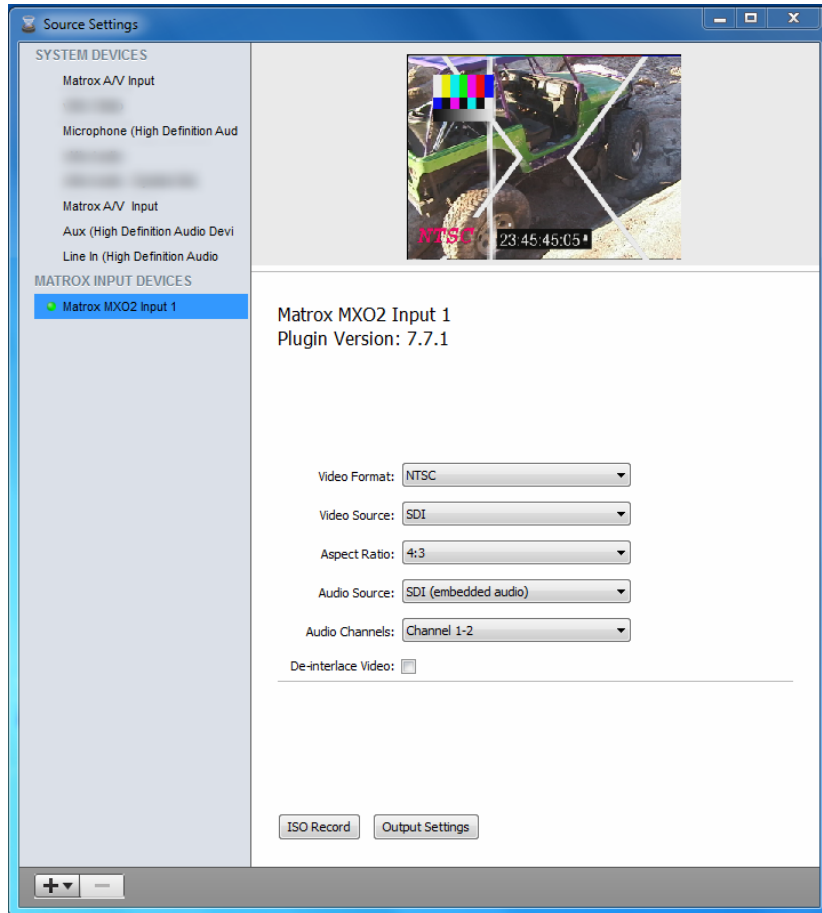 Source Settings
SYSTEM DEVICES
Matrox A/V Input
Microphone (High Definition Aud
Matrox A/V Input
Aux (High Definition Audio Devi
Line In (High Definition Audio
MATROX INPUT DEVICES
Matrox MXO2 Input 1
NTSC
23:45:45:05
Matrox MXO2 Input 1
Plugin Version: 7.7.1
Video Format: NTSC
Video Source: SDI
Aspect Ratio: 4:3
Audio Source: SDI (embedded audio)
Audio Channels: Channel 1-2
De-interlace Video:
ISO Record Output Settings